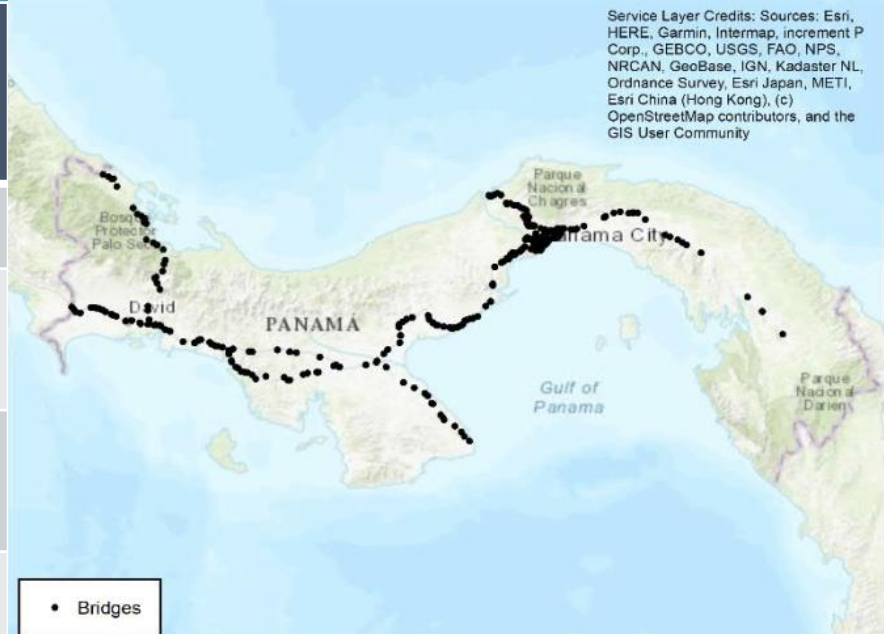 Service Layer Credits: Sources: Esri,
HERE, Garmin, Intermap, increment P
Corp., GEBCO, USGS, FAO, NPS,
NRCAN, GeoBase, IGN, Kadaster NL,
Ordnance Survey, Esri Japan, METI,
Esri China (Hong Kong), (c)
OpenStreetMap contributors, and the
GIS User Community
Parque
Nacional
Chagres
Bosque
Protector
Palo Seco
Panama City
David
PANAMÁ
Gulf of
Panama
Parque
Nacional
Darien
Bridges